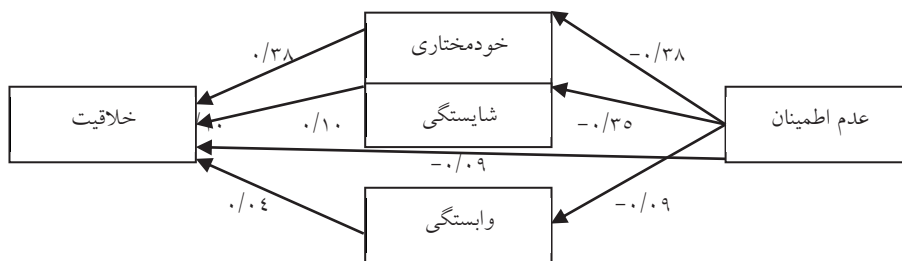 خودمختاری
۰/۳۸
-۰/۳۸
خلاقیت
شایستگی
عدم اطمینان
۰/۱۰
-۰/۳۵
-۰/۰۹
وابستگی
۰/۰٤
-۰/۰۹